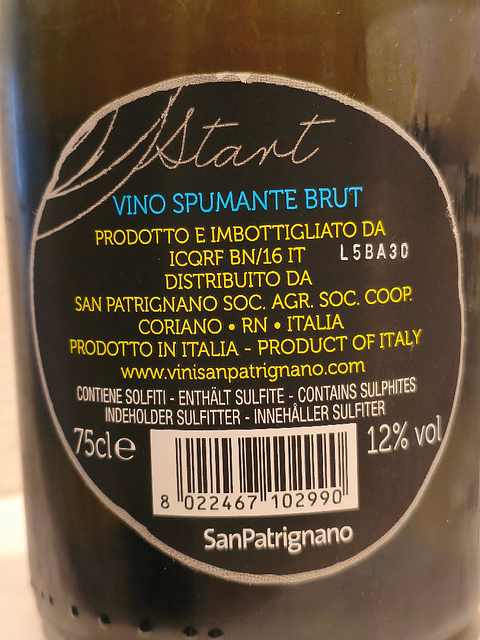 Start
VINO SPUMANTE BRUT
PRODOTTO E IMBOTTIGLIATO DA
ICQRF BN/16 IT
L5BA30
DISTRIBUITO DA
SAN PATRIGNANO SOC. AGR. SOC. COOP.
CORIANO • RN • ITALIA
PRODOTTO IN ITALIA - PRODUCT OF ITALY
www.vinisanpatrignano.com
CONTIENE SOLFITI - ENTHÄLT SULFITE - CONTAINS SULPHITES
INDEHOLDER SULFITTER - INNEHÅLLER SULFITER
75cl e
12% vol
8 022467 102990
SanPatrignano